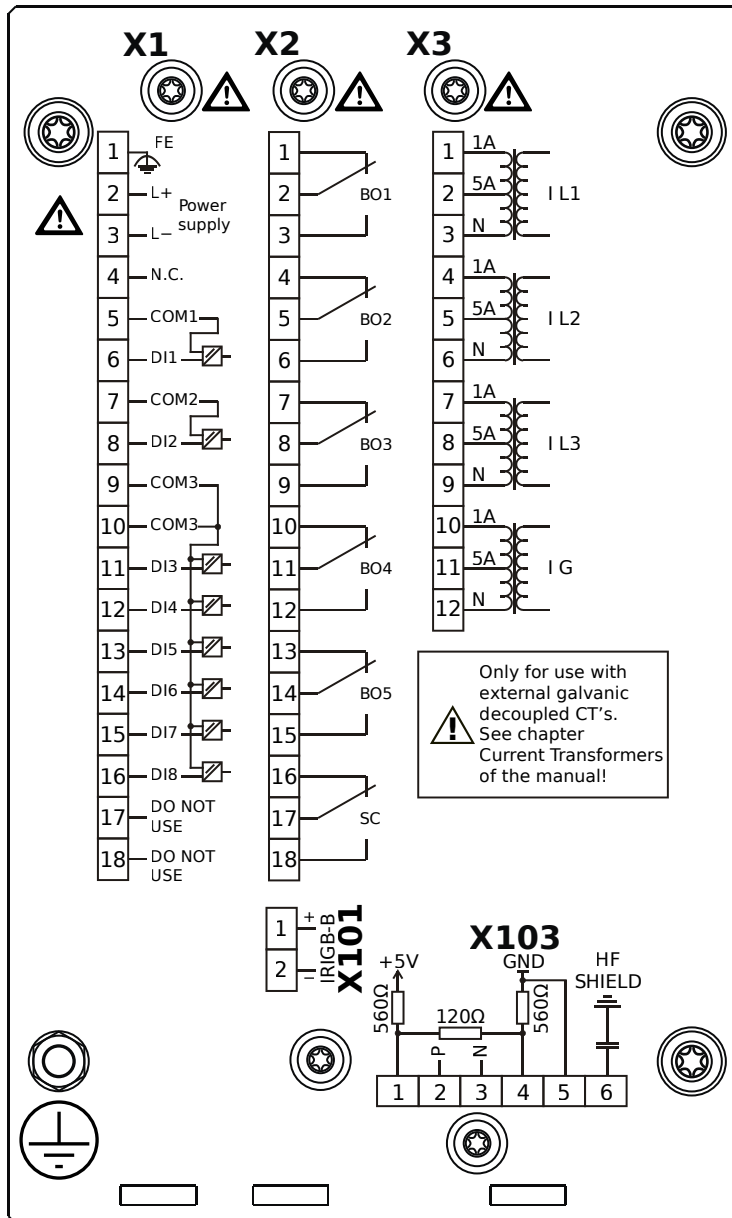 X1 X2 X3
1 FE
2 L+
Power
supply
3 L−
4 N.C.
5 COM1
6 DI1
7 COM2
8 DI2
9 COM3
10 COM3
11 DI3
12 DI4
13 DI5
14 DI6
15 DI7
16 DI8
17 DO NOT
USE
18 DO NOT
USE
1
2 BO1
3
4
5 BO2
6
7
8 BO3
9
10
11 BO4
12
13
14 BO5
15
16
17 SC
18
1 1A
2 5A I L1
3 N
4 1A
5 5A I L2
6 N
7 1A
8 5A I L3
9 N
10 1A
11 5A I G
12 N
Only for use with
external galvanic
decoupled CT's.
See chapter
Current Transformers
of the manual!
1 +
2 −
IRIGB-B
X101
X103
+5V GND HF
SHIELD
560Ω 120Ω 560Ω
P N
1 2 3 4 5 6